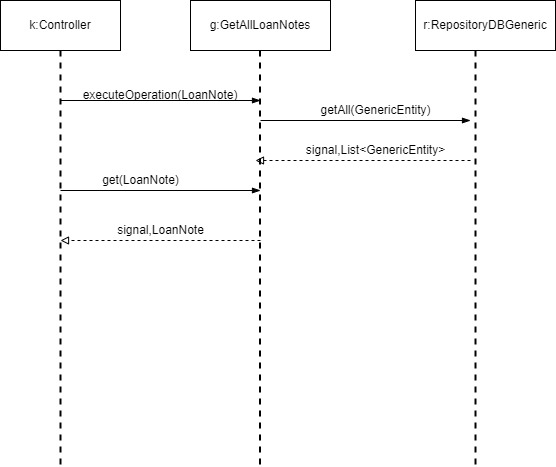 k:Controller
g:GetAllLoanNotes
r:RepositoryDBGeneric
executeOperation(LoanNote)
getAll(GenericEntity)
signal,List<GenericEntity>
get(LoanNote)
signal,LoanNote